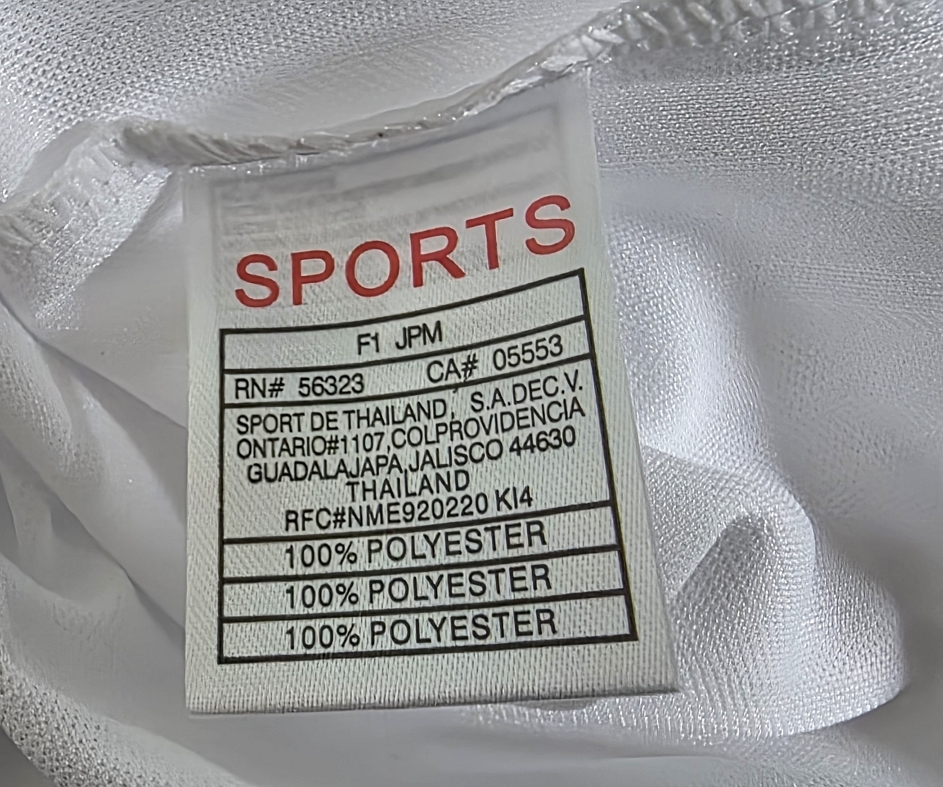 SPORTS
F1 JPM
RN# 56323 CA# 05553
SPORT DE THAILAND, S.A.DEC.V.
ONTARIO#1107,COLPROVIDENCIA
GUADALAJAPA,JALISCO 44630
THAILAND
RFC#NME920220 KI4
100% POLYESTER
100% POLYESTER
100% POLYESTER